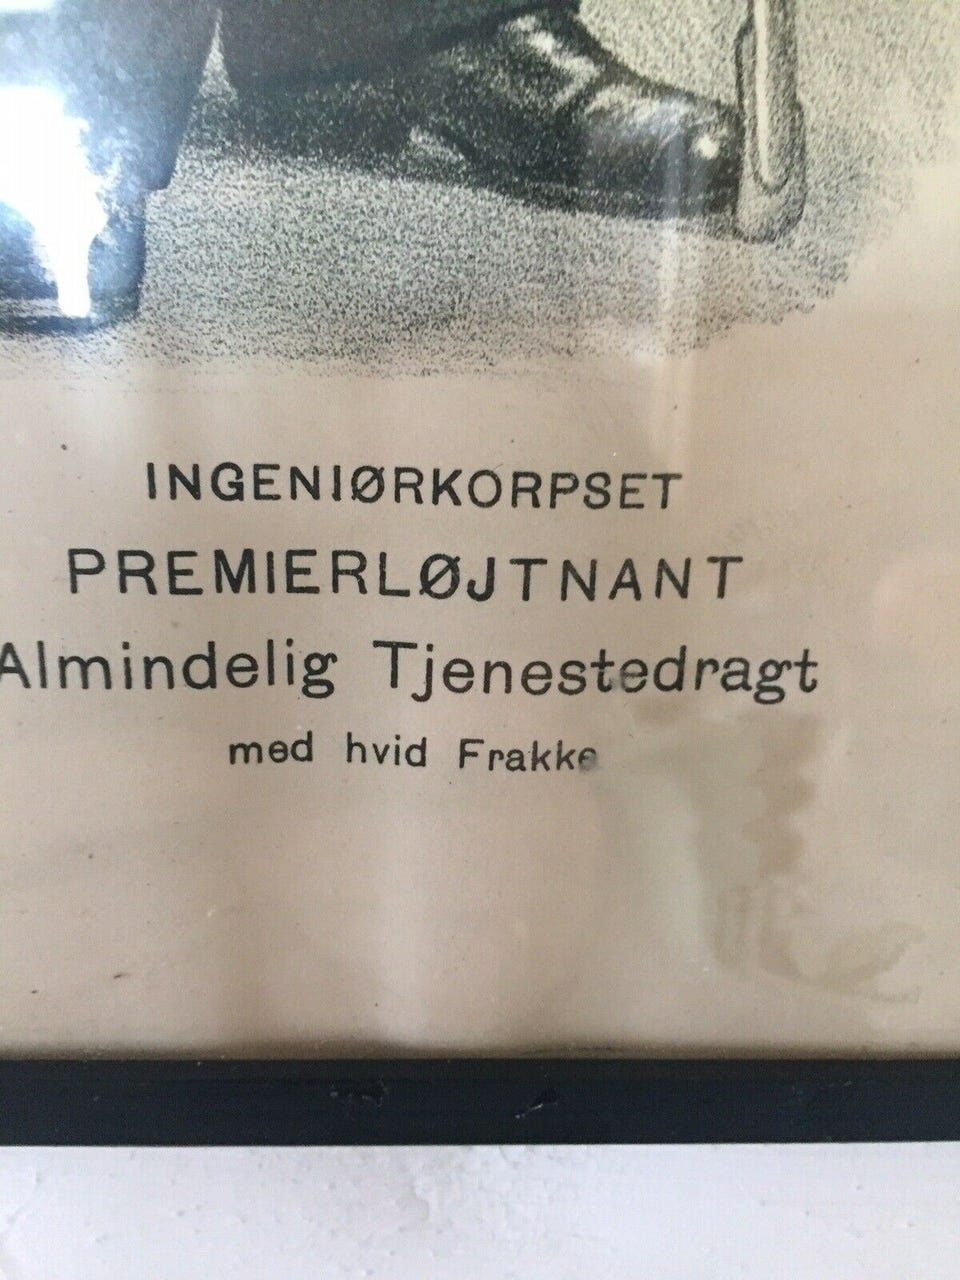 INGENIØRKORPSET
PREMIERLØJTNANT
Almindelig Tjenestedragt
med hvid Frakke